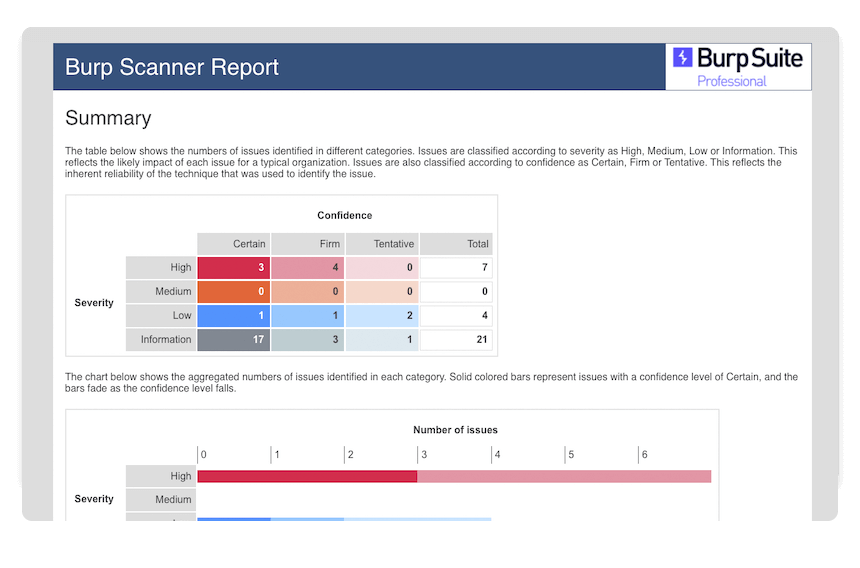 Burp Scanner Report
BurpSuite
Professional
Summary
The table below shows the numbers of issues identified in different categories. Issues are classified according to severity as High, Medium, Low or Information. This
reflects the likely impact of each issue for a typical organization. Issues are also classified according to confidence as Certain, Firm or Tentative. This reflects the
inherent reliability of the technique that was used to identify the issue.
Confidence
Certain Firm Tentative Total
High 3 4 0 7
Medium 0 0 0 0
Severity
Low 1 1 2 4
Information 17 3 1 21
The chart below shows the aggregated numbers of issues identified in each category. Solid colored bars represent issues with a confidence level of Certain, and the
bars fade as the confidence level falls.
Number of issues
0 1 2 3 4 5 6
High
Severity Medium